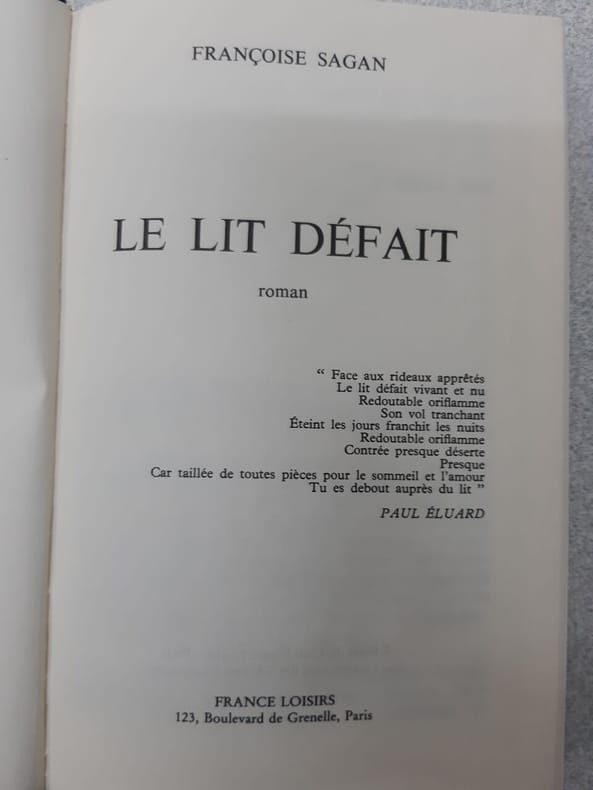 FRANÇOISE SAGAN
LE LIT DÉFAIT
roman
“ Face aux rideaux apprêtés
Le lit défait vivant et nu
Redoutable oriflamme
Son vol tranchant
Éteint les jours franchit les nuits
Redoutable oriflamme
Contrée presque déserte
Presque
Car taillée de toutes pièces pour le sommeil et l'amour
Tu es debout auprès du lit ”
PAUL ÉLUARD
FRANCE LOISIRS
123, Boulevard de Grenelle, Paris